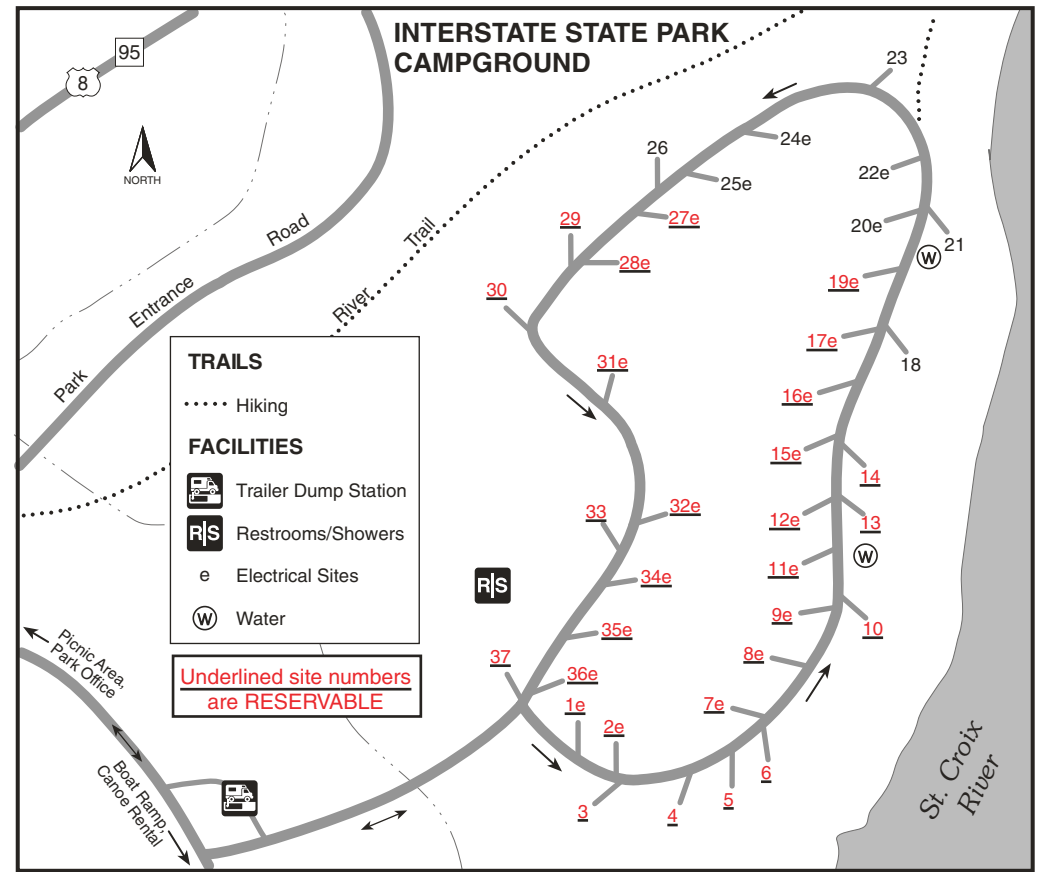 INTERSTATE STATE PARK
CAMPGROUND
95
8
NORTH
Park Entrance Road
River Trail
23
24e
26
25e
22e
29
27e
20e
21
W
28e
19e
30
17e
18
31e
16e
15e
14
33
32e
12e
13
W
11e
34e
R|S
9e
10
35e
8e
37
36e
1e
7e
2e
6
3
4
5
TRAILS
Hiking
FACILITIES
Trailer Dump Station
R|S Restrooms/Showers
e Electrical Sites
W Water
Underlined site numbers
are RESERVABLE
Picnic Area,
Park Office
Boat Ramp,
Canoe Rental
St. Croix
River